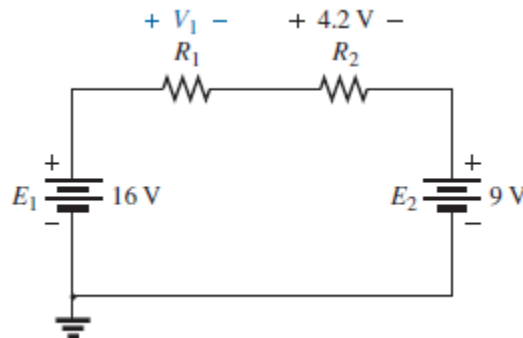 + V₁ − + 4.2 V −
R₁ R₂
+ +
E₁ 16 V E₂ 9 V
− −